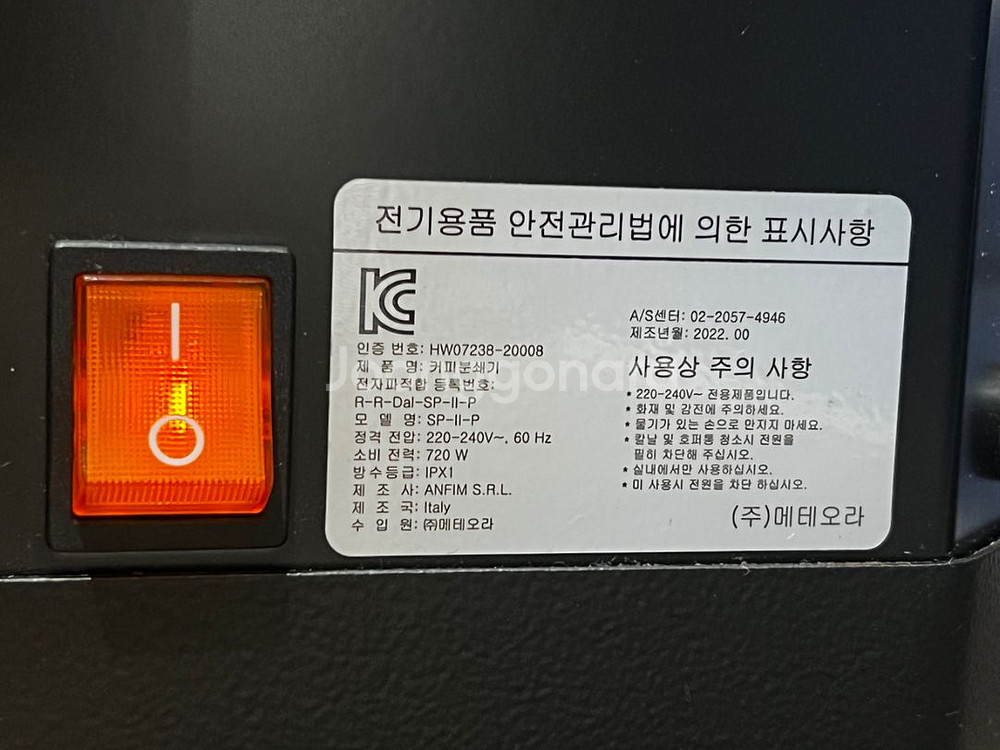 전기용품 안전관리법에 의한 표시사항
KC
인증 번호: HW07238-20008
제 품 명: 커피분쇄기
전자파적합 등록번호:
R-R-Dal-SP-II-P
모 델 명: SP-II-P
정격 전압: 220-240V~, 60 Hz
소비 전력: 720 W
방수등급: IPX1
제 조 사: ANFIM S.R.L.
제 조 국: Italy
수 입 원: ㈜메테오라
A/S센터: 02-2057-4946
제조년월: 2022. 00
사용상 주의 사항
* 220-240V~ 전용제품입니다.
* 화재 및 감전에 주의하세요.
* 물기가 있는 손으로 만지지 마세요.
* 칼날 및 호퍼통 청소시 전원을
필히 차단해 주십시오.
* 실내에서만 사용하십시오.
* 미 사용시 전원을 차단 하십시오.
(주)메테오라